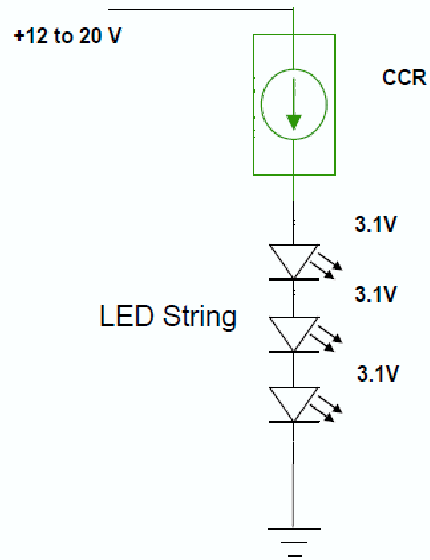 +12 to 20 V
CCR
3.1V
3.1V
LED String
3.1V